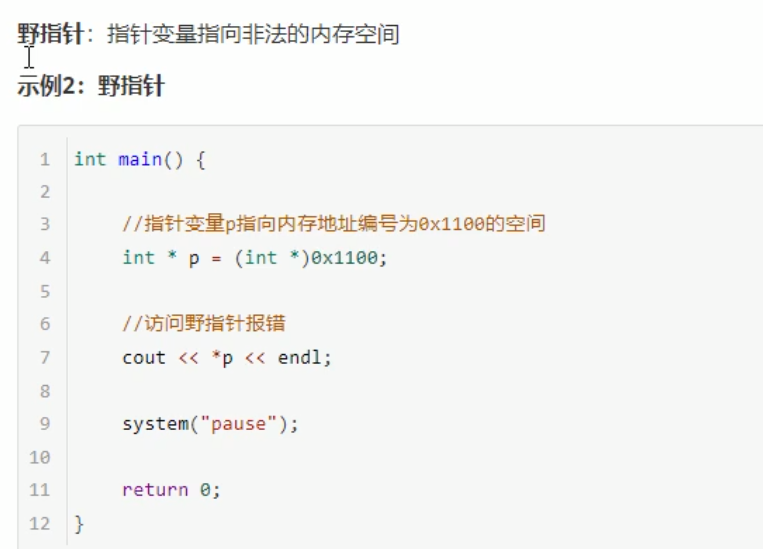 野指针：指针变量指向非法的内存空间
示例2：野指针
1 int main() {
2
3 //指针变量p指向内存地址编号为0x1100的空间
4 int * p = (int *)0x1100;
5
6 //访问野指针报错
7 cout << *p << endl;
8
9 system("pause");
10
11 return 0;
12 }